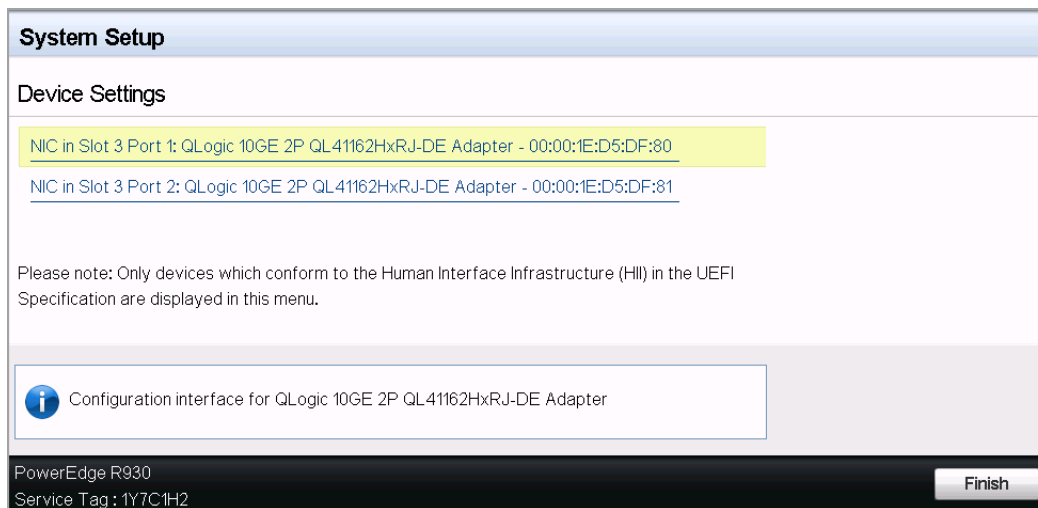 System Setup
Device Settings
NIC in Slot 3 Port 1: QLogic 10GE 2P QL41162HxRJ-DE Adapter - 00:00:1E:D5:DF:80
NIC in Slot 3 Port 2: QLogic 10GE 2P QL41162HxRJ-DE Adapter - 00:00:1E:D5:DF:81
Please note: Only devices which conform to the Human Interface Infrastructure (HII) in the UEFI
Specification are displayed in this menu.
Configuration interface for QLogic 10GE 2P QL41162HxRJ-DE Adapter
PowerEdge R930
Service Tag : 1Y7C1H2
Finish